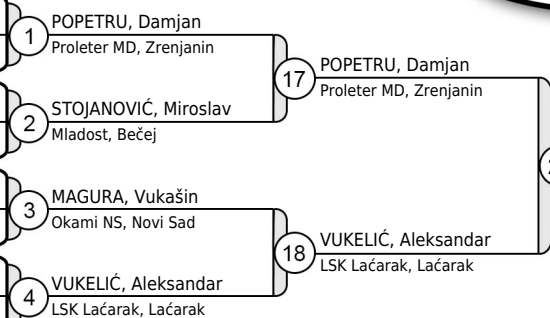 1
POPETRU, Damjan
Proleter MD, Zrenjanin
2
STOJANOVIĆ, Miroslav
Mladost, Bečej
3
MAGURA, Vukašin
Okami NS, Novi Sad
4
VUKELIĆ, Aleksandar
LSK Laćarak, Laćarak
17
POPETRU, Damjan
Proleter MD, Zrenjanin
18
VUKELIĆ, Aleksandar
LSK Laćarak, Laćarak